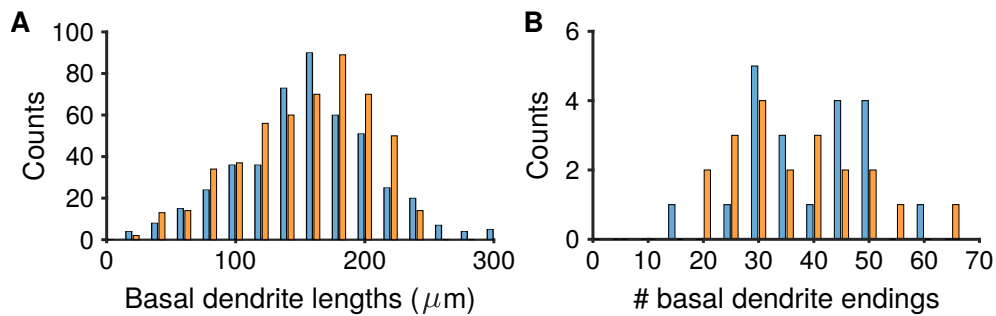 A
B
Counts
100
80
60
40
20
0
0 100 200 300
Basal dendrite lengths (μm)
Counts
6
4
2
0
0 10 20 30 40 50 60 70
# basal dendrite endings